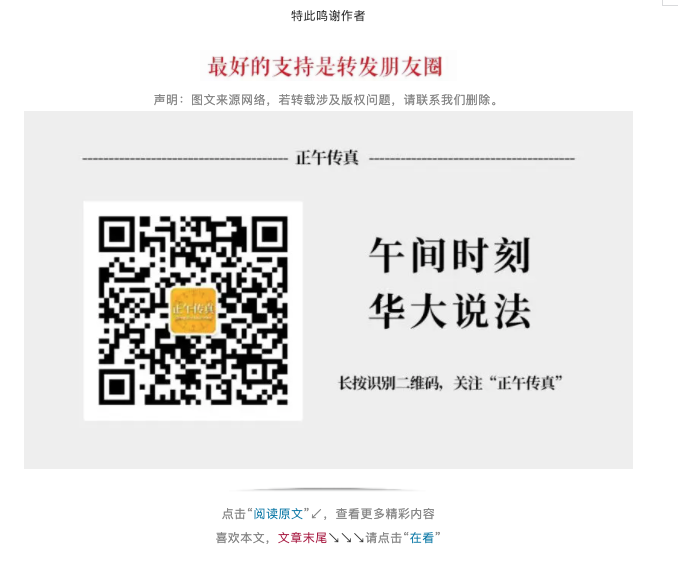 特此鸣谢作者
最好的支持是转发朋友圈
声明：图文来源网络，若转载涉及版权问题，请联系我们删除。
正午传真
正午传真
午间时刻
华大说法
长按识别二维码，关注“正午传真”
点击“阅读原文”↙，查看更多精彩内容
喜欢本文，文章末尾↘↘↘请点击“在看”